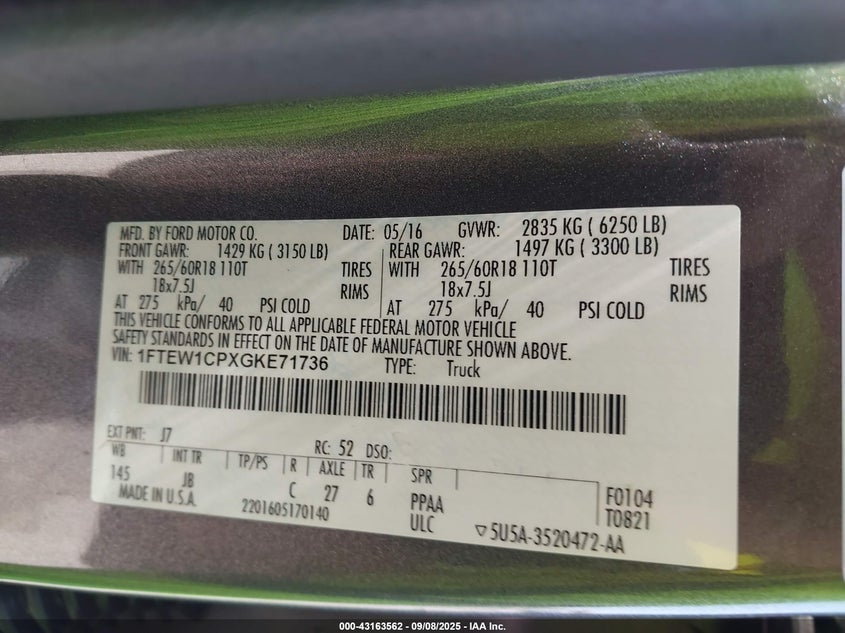 MFD. BY FORD MOTOR CO. DATE: 05/16 GVWR: 2835 KG ( 6250 LB)
FRONT GAWR: 1429 KG ( 3150 LB) REAR GAWR: 1497 KG ( 3300 LB)
WITH 265/60R18 110T TIRES WITH 265/60R18 110T TIRES
18x7.5J RIMS 18x7.5J RIMS
AT 275 kPa/ 40 PSI COLD AT 275 kPa/ 40 PSI COLD
THIS VEHICLE CONFORMS TO ALL APPLICABLE FEDERAL MOTOR VEHICLE
SAFETY STANDARDS IN EFFECT ON THE DATE OF MANUFACTURE SHOWN ABOVE.
VIN: 1FTEW1CPXGKE71736 TYPE: Truck
EXT PNT: J7 RC: 52 DSO:
WB INT TR TP/PS R AXLE TR SPR
145 JB C 27 6 PPAA F0104
MADE IN U.S.A. 2201605170140 ULC T0821
▽5U5A-3520472-AA
000-43163562 - 09/08/2025 - IAA Inc.